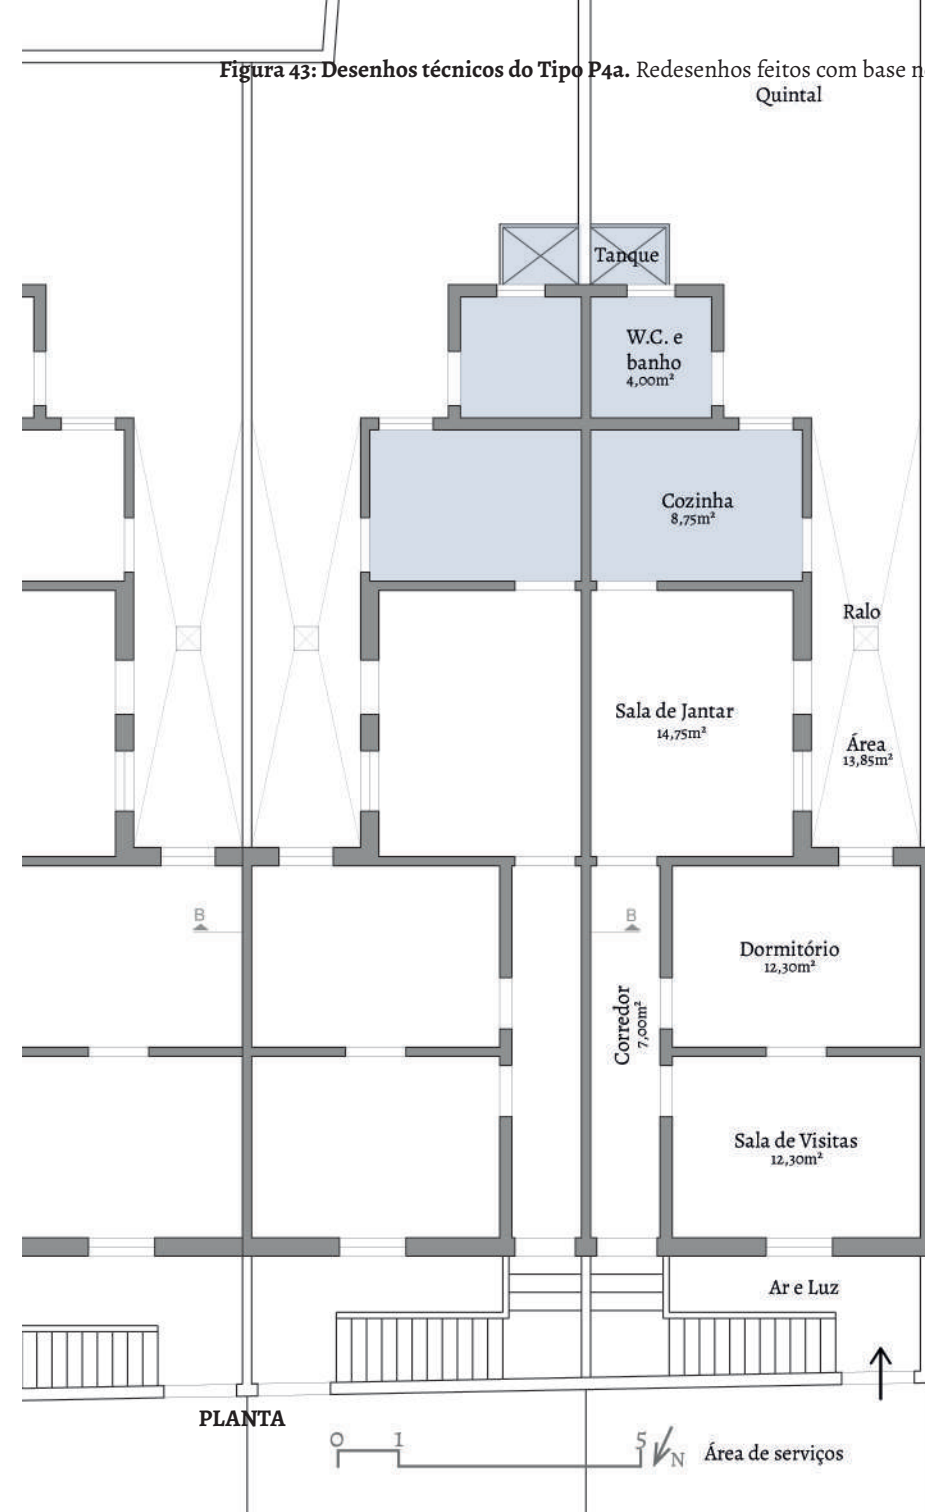 Figura 43: Desenhos técnicos do Tipo P4a. Redesenhos feitos com base n
Quintal
Tanque
W.C. e
banho
4,00m²
Cozinha
8,75m²
Ralo
Sala de Jantar
14,75m²
Área
13,85m²
B
B
Dormitório
12,30m²
Corredor
7,00m²
Sala de Visitas
12,30m²
Ar e Luz
PLANTA
0 1 5
N
Área de serviços